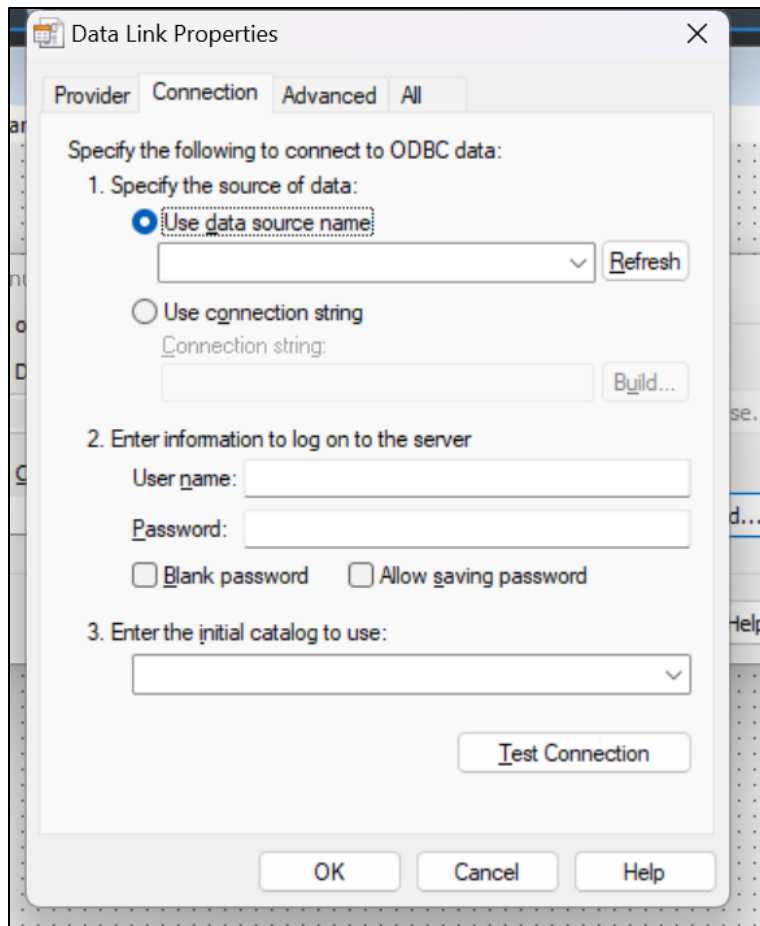 Data Link Properties
Provider Connection Advanced All
Specify the following to connect to ODBC data:
1. Specify the source of data:
Use data source name
Refresh
Use connection string
Connection string:
Build...
2. Enter information to log on to the server
User name:
Password:
Blank password Allow saving password
3. Enter the initial catalog to use:
Test Connection
OK Cancel Help